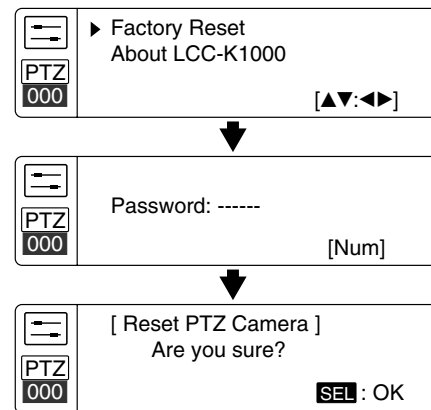 ▶ Factory Reset
About LCC-K1000
PTZ
000
[▲▼:◀▶]
Password: ------
PTZ
000
[Num]
[ Reset PTZ Camera ]
Are you sure?
PTZ
000
SEL : OK